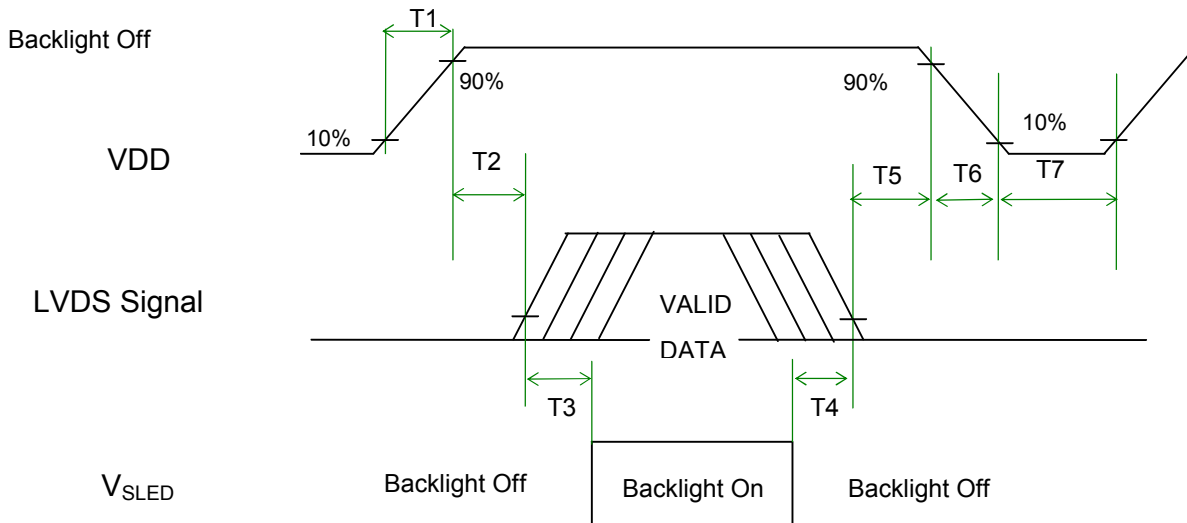 T1
Backlight Off
90%
90%
10%
10%
VDD
T2
T5
T6
T7
LVDS Signal
VALID
DATA
T3
T4
VSLED
Backlight Off
Backlight On
Backlight Off